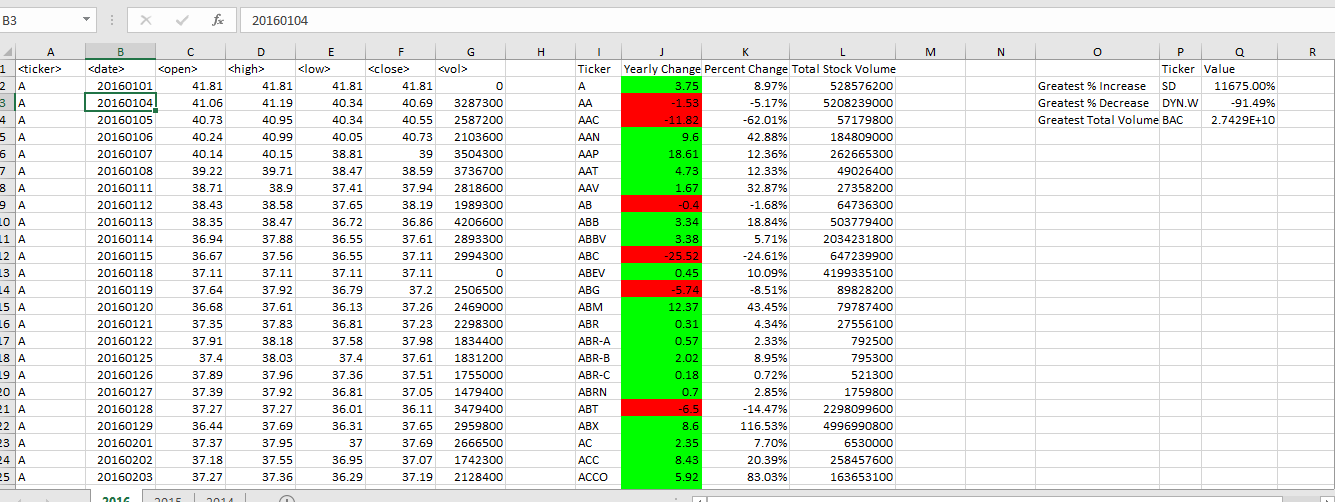 B3 fx 20160104
A B C D E F G H I J K L M N O P Q R
1 <ticker> <date> <open> <high> <low> <close> <vol> Ticker Yearly Change Percent Change Total Stock Volume Ticker Value
2 A 20160101 41.81 41.81 41.81 41.81 0 A 3.75 8.97% 528576200 Greatest % Increase SD 11675.00%
3 A 20160104 41.06 41.19 40.34 40.69 3287300 AA -1.53 -5.17% 5208239000 Greatest % Decrease DYN.W -91.49%
4 A 20160105 40.73 40.95 40.34 40.55 2587200 AAC -11.82 -62.01% 57179800 Greatest Total Volume BAC 2.7429E+10
5 A 20160106 40.24 40.99 40.05 40.73 2103600 AAN 9.6 42.88% 184809000
6 A 20160107 40.14 40.15 38.81 39 3504300 AAP 18.61 12.36% 262665300
7 A 20160108 39.22 39.71 38.47 38.59 3736700 AAT 4.73 12.33% 49026400
8 A 20160111 38.71 38.9 37.41 37.94 2818600 AAV 1.67 32.87% 27358200
9 A 20160112 38.43 38.58 37.65 38.19 1989300 AB -0.4 -1.68% 64736300
10 A 20160113 38.35 38.47 36.72 36.86 4206600 ABB 3.34 18.84% 503779400
11 A 20160114 36.94 37.88 36.55 37.61 2893300 ABBV 3.38 5.71% 2034231800
12 A 20160115 36.67 37.56 36.55 37.11 2994300 ABC -25.52 -24.61% 647239900
13 A 20160118 37.11 37.11 37.11 37.11 0 ABEV 0.45 10.09% 4199335100
14 A 20160119 37.64 37.92 36.79 37.2 2506500 ABG -5.74 -8.51% 89828200
15 A 20160120 36.68 37.61 36.13 37.26 2469000 ABM 12.37 43.45% 79787400
16 A 20160121 37.35 37.83 36.81 37.23 2298300 ABR 0.31 4.34% 27556100
17 A 20160122 37.91 38.18 37.58 37.98 1834400 ABR-A 0.57 2.33% 792500
18 A 20160125 37.4 38.03 37.4 37.61 1831200 ABR-B 2.02 8.95% 795300
19 A 20160126 37.89 37.96 37.36 37.51 1755000 ABR-C 0.18 0.72% 521300
20 A 20160127 37.39 37.92 36.81 37.05 1479400 ABRN 0.7 2.85% 1759800
21 A 20160128 37.27 37.27 36.01 36.11 3479400 ABT -6.5 -14.47% 2298099600
22 A 20160129 36.44 37.69 36.31 37.65 2959800 ABX 8.6 116.53% 4996990800
23 A 20160201 37.37 37.95 37 37.69 2666500 AC 2.35 7.70% 6530000
24 A 20160202 37.18 37.55 36.95 37.07 1742300 ACC 8.43 20.39% 258457600
25 A 20160203 37.27 37.36 36.29 37.19 2128400 ACCO 5.92 83.03% 163653100
2016 2015 2014